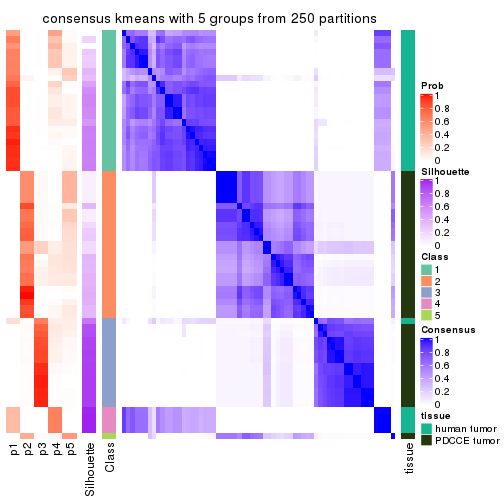 consensus kmeans with 5 groups from 250 partitions
Prob
1
0.8
0.6
0.4
0.2
0
Silhouette
1
0.8
0.6
0.4
0.2
0
Class
1
2
3
4
5
Consensus
1
0.8
0.6
0.4
0.2
0
tissue
human tumor
PDCCE tumor
p1
p2
p3
p4
p5
Silhouette
Class
tissue